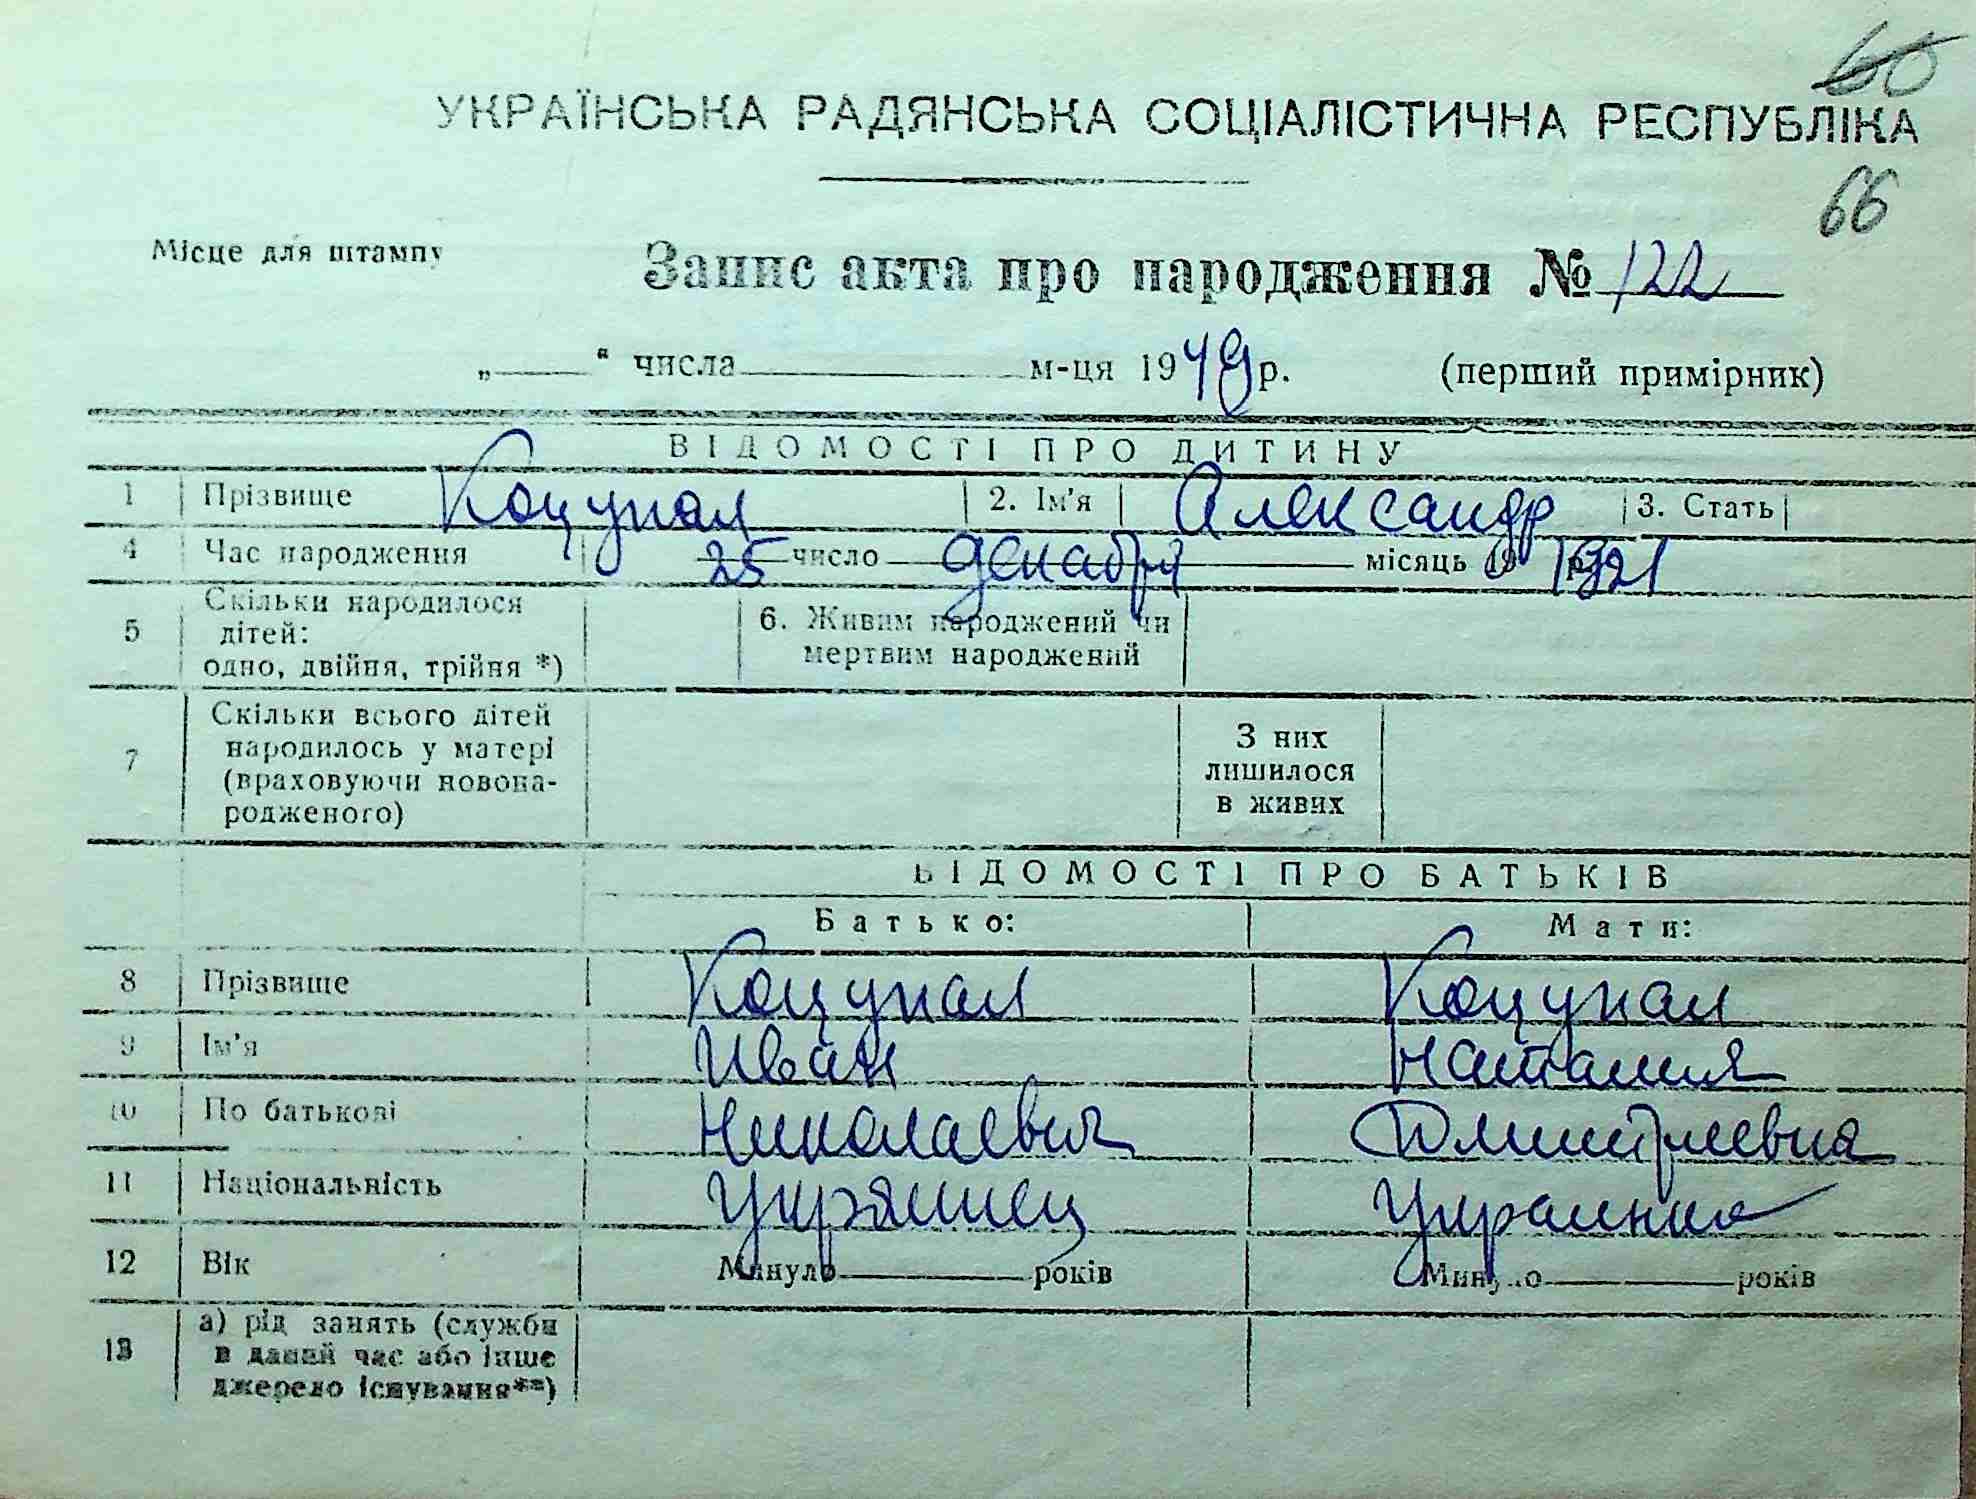 60
УКРАЇНСЬКА РАДЯНСЬКА СОЦІАЛІСТИЧНА РЕСПУБЛІКА
66
Місце для штампу
Запис акта про народження № 122
„ “ числа м-ця 1949 р. (перший примірник)
ВІДОМОСТІ ПРО ДИТИНУ
1 Прізвище Коцупал 2. Ім'я Александр 3. Стать
4 Час народження 25 число декабря місяць 19 1921
5 Скільки народилося дітей: одно, двійня, трійня *) 6. Живим народжений чи мертвим народжений
7 Скільки всього дітей народилось у матері (враховуючи новона-родженого) З них лишилося в живих
ВІДОМОСТІ ПРО БАТЬКІВ
Батько: Мати:
8 Прізвище Коцупал Коцупал
9 Ім'я Иван Наталия
10 По батькові Николаевич Дмитриевна
11 Національність Украинец Украинка
12 Вік Минуло років Минуло років
13 а) рід занять (служби в даний час або інше джерело існування**)